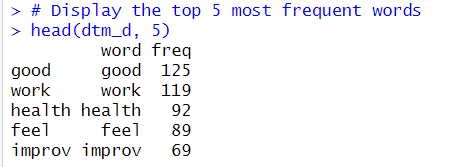 > # Display the top 5 most frequent words
> head(dtm_d, 5)
         word freq
good     good  125
work     work  119
health health   92
feel     feel   89
improv improv   69